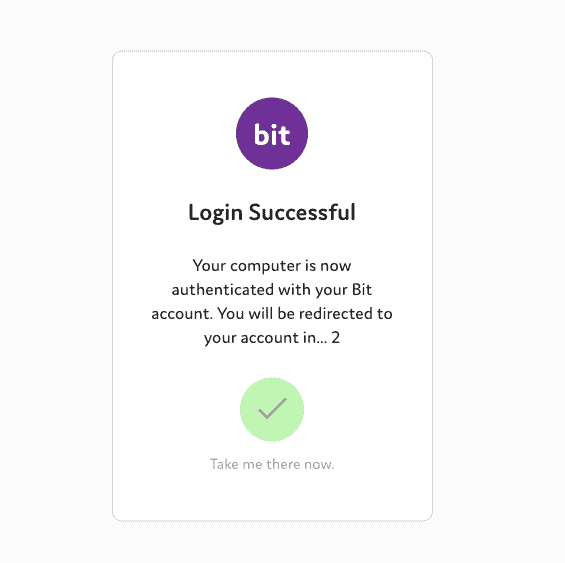 bit
Login Successful
Your computer is now
authenticated with your Bit
account. You will be redirected to
your account in... 2
Take me there now.